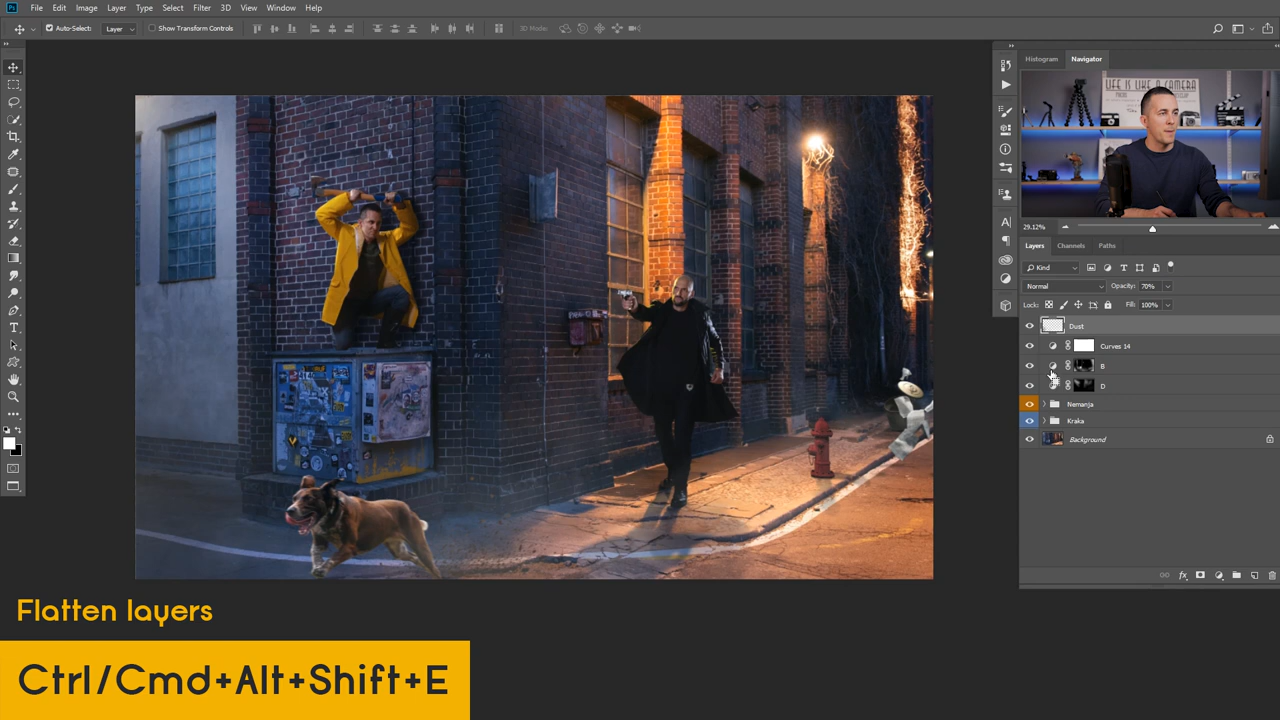 Ps File Edit Image Layer Type Select Filter 3D View Window Help
Auto-Select: Layer Show Transform Controls 3D Mode:
Histogram Navigator
LIFE IS LIKE A CAMERA
29.12%
Layers Channels Paths
Kind
Normal Opacity: 70%
Lock: Fill: 100%
Dust
Curves 14
B
D
Nemanja
Kraka
Background
Flatten layers
Ctrl/Cmd+Alt+Shift+E